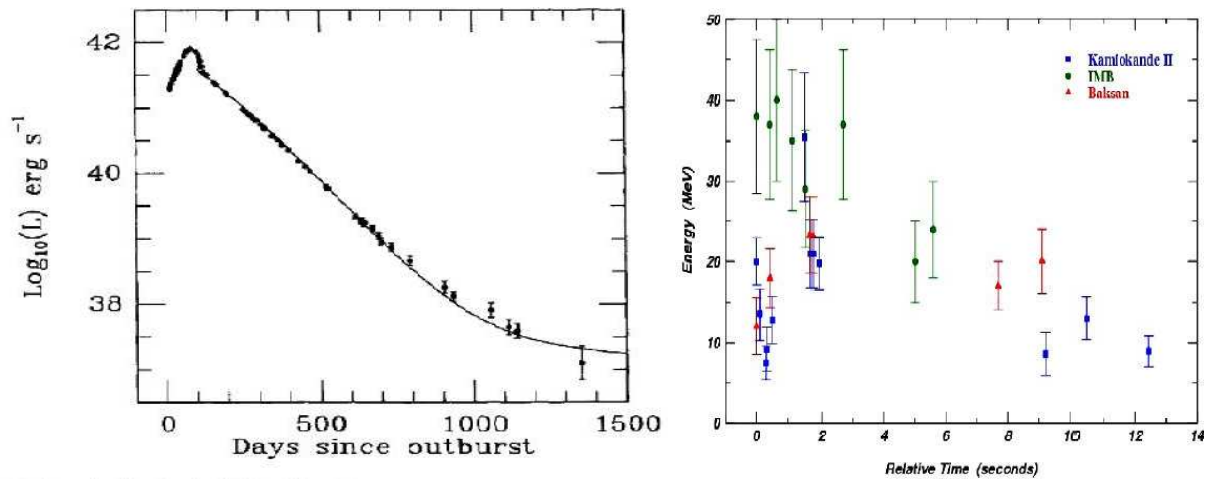 42
40
38
Log₁₀(L) erg s⁻¹
0 500 1000 1500
Days since outburst
50
40
30
20
10
0
Energy (MeV)
Kamiokande II
IMB
Baksan
0 2 4 6 8 10 12 14
Relative Time (seconds)